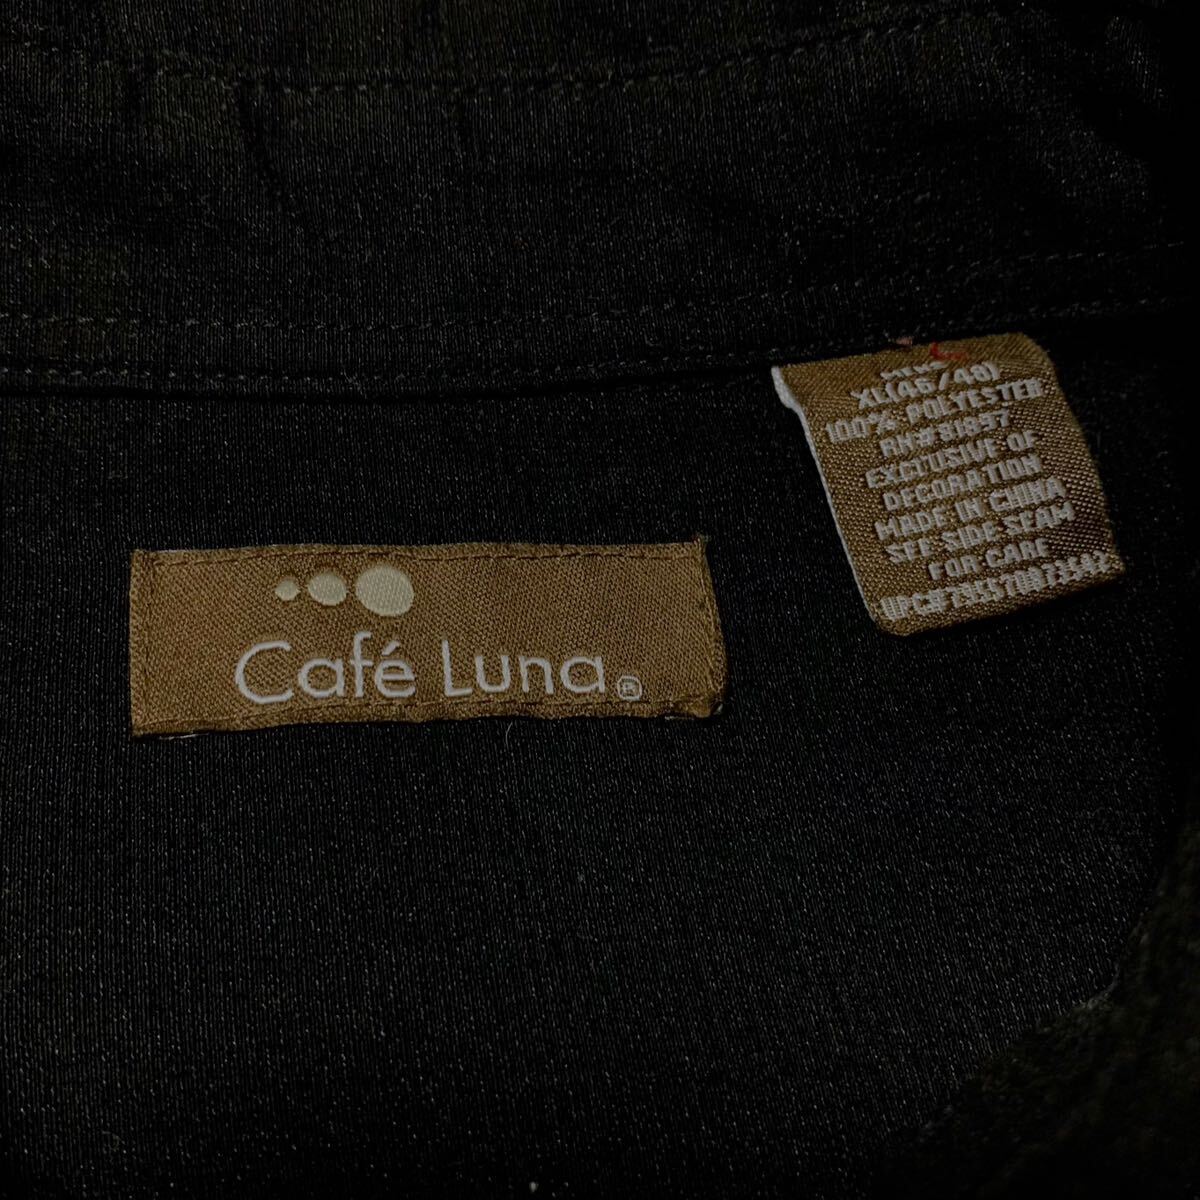 Café Luna®
XL(46/48)
100% POLYESTER
RN#81897
EXCLUSIVE OF
DECORATION
MADE IN CHINA
SEE SIDE SEAM
FOR CARE